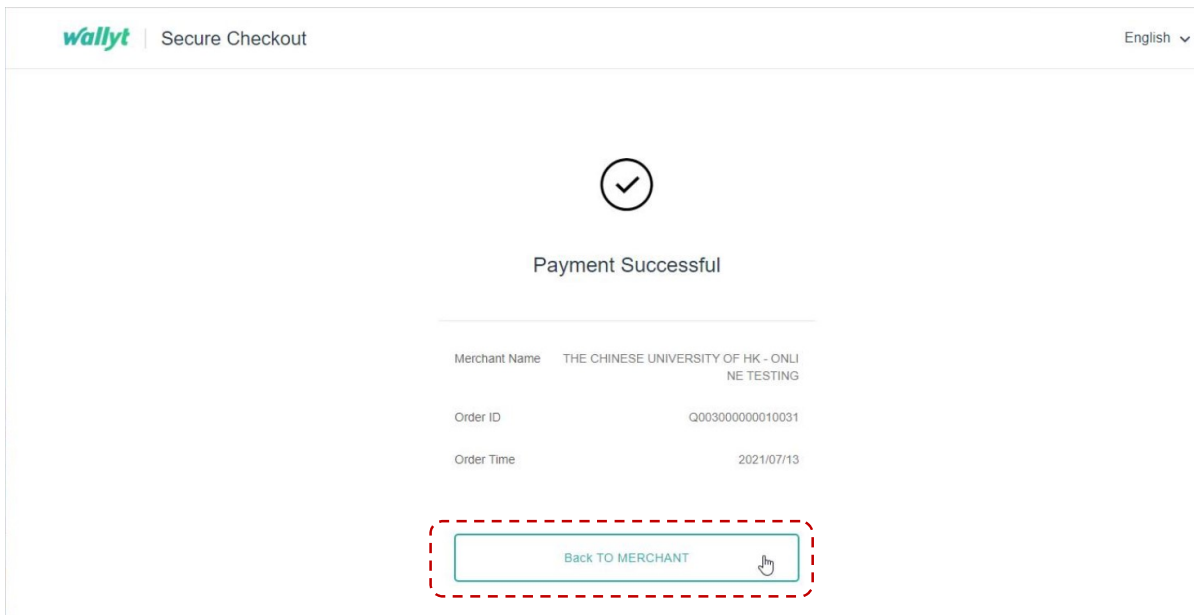 wallyt Secure Checkout English
Payment Successful
Merchant Name THE CHINESE UNIVERSITY OF HK - ONLI
NE TESTING
Order ID Q003000000010031
Order Time 2021/07/13
Back TO MERCHANT